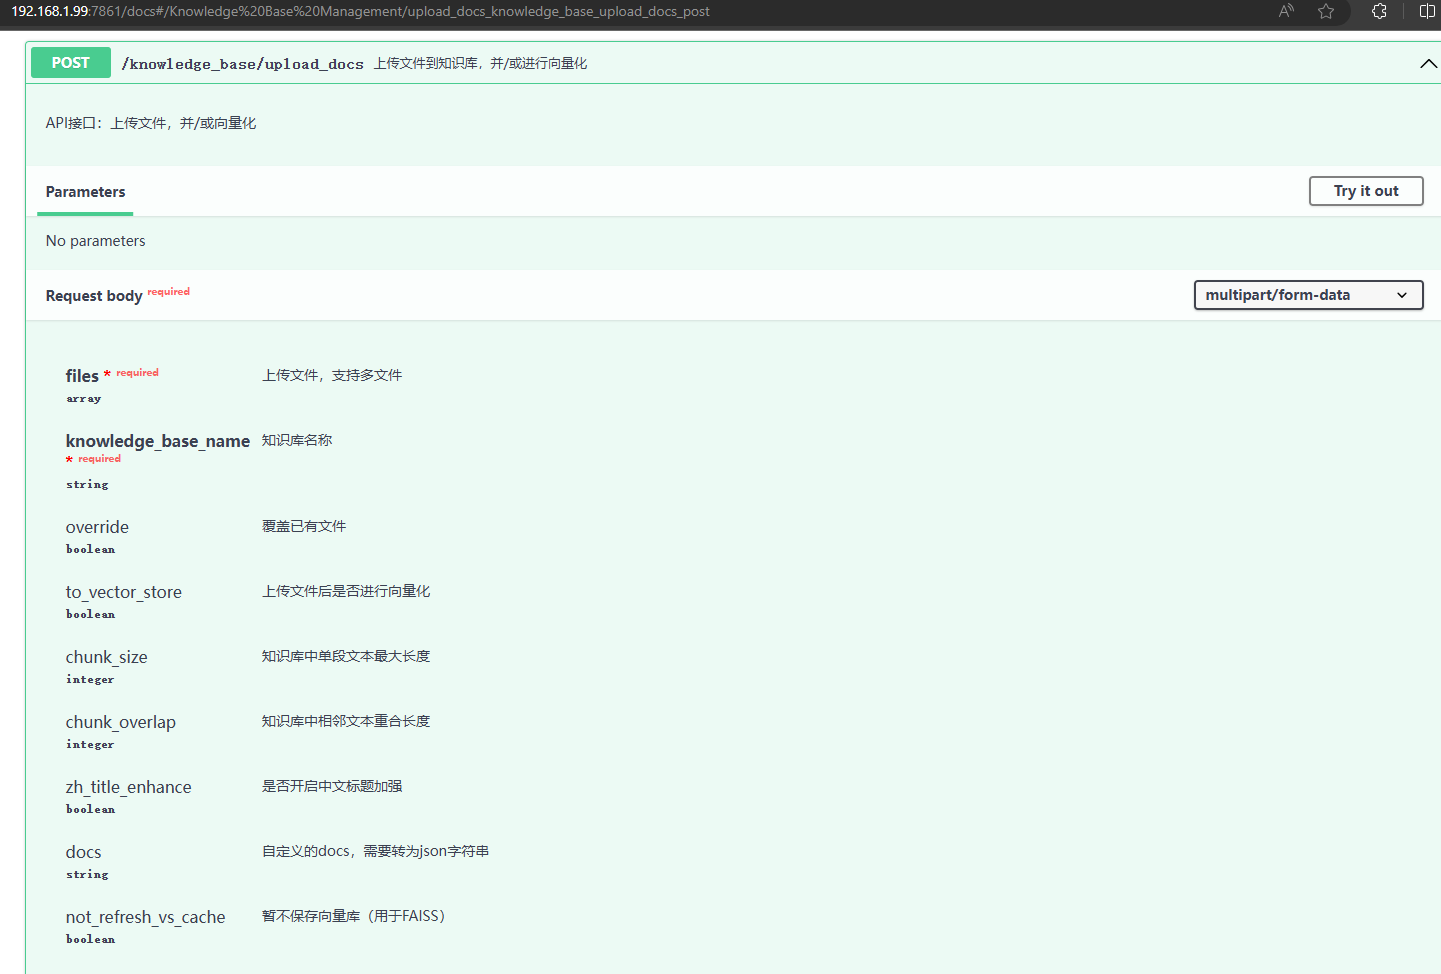 192.168.1.99:7861/docs#/Knowledge%20Base%20Management/upload_docs_knowledge_base_upload_docs_post
POST /knowledge_base/upload_docs 上传文件到知识库，并/或进行向量化
API接口：上传文件，并/或向量化
Parameters
Try it out
No parameters
Request body required
multipart/form-data
files * required 上传文件，支持多文件
array
knowledge_base_name 知识库名称
* required
string
override 覆盖已有文件
boolean
to_vector_store 上传文件后是否进行向量化
boolean
chunk_size 知识库中单段文本最大长度
integer
chunk_overlap 知识库中相邻文本重合长度
integer
zh_title_enhance 是否开启中文标题加强
boolean
docs 自定义的docs，需要转为json字符串
string
not_refresh_vs_cache 暂不保存向量库（用于FAISS）
boolean